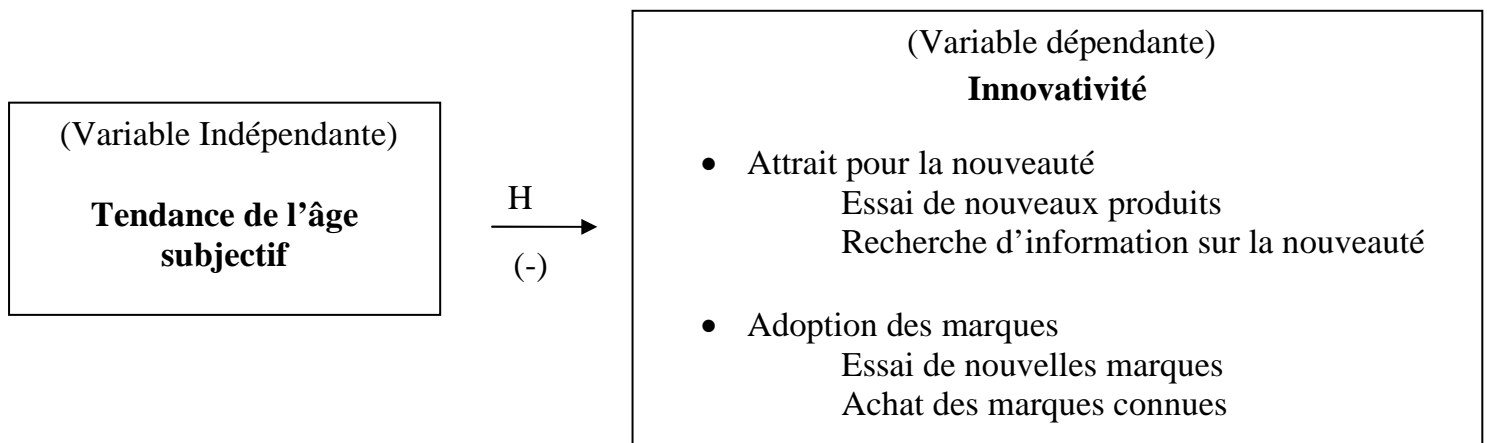 (Variable Indépendante)
Tendance de l’âge
subjectif
H
(-)
(Variable dépendante)
Innovativité
• Attrait pour la nouveauté
Essai de nouveaux produits
Recherche d’information sur la nouveauté
• Adoption des marques
Essai de nouvelles marques
Achat des marques connues